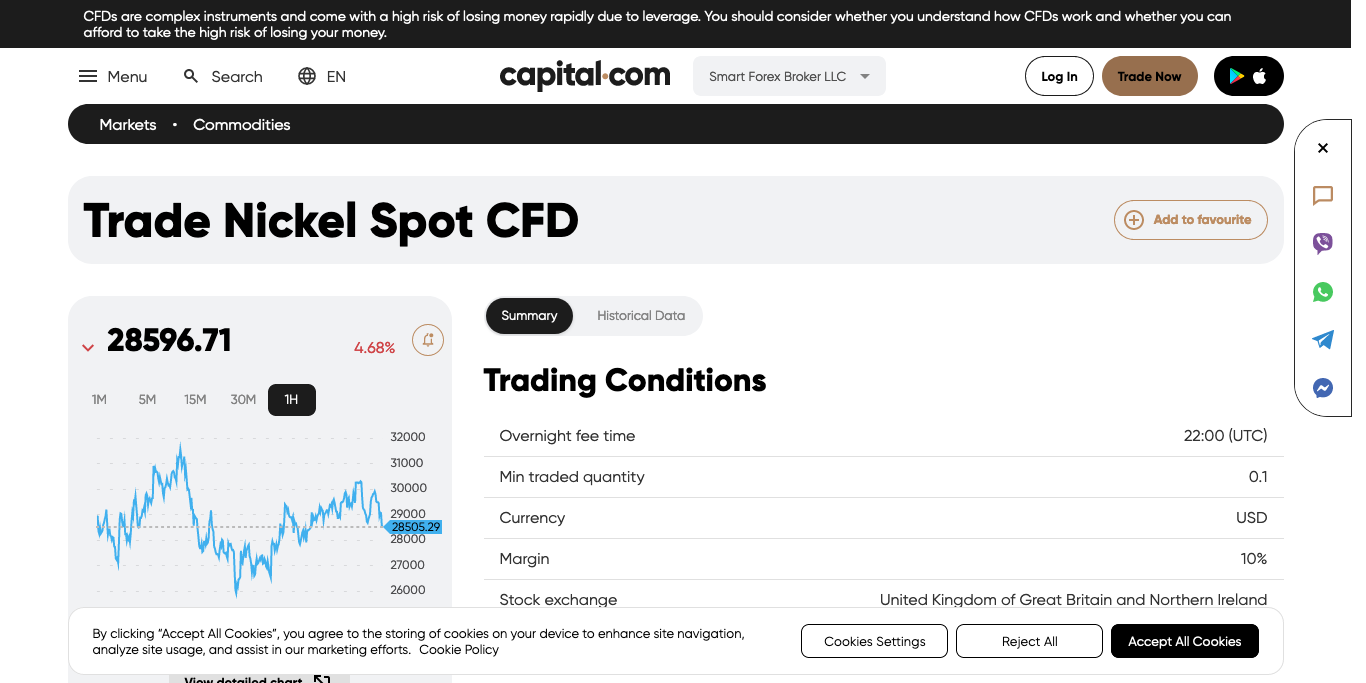 CFDs are complex instruments and come with a high risk of losing money rapidly due to leverage. You should consider whether you understand how CFDs work and whether you can
afford to take the high risk of losing your money.
Menu
Search
EN
capital.com
Smart Forex Broker LLC
Log In
Trade Now
Markets • Commodities
Trade Nickel Spot CFD
Add to favourite
28596.71
4.68%
1M 5M 15M 30M 1H
32000
31000
30000
29000
28505.29
28000
27000
26000
View detailed chart
Summary
Historical Data
Trading Conditions
Overnight fee time 22:00 (UTC)
Min traded quantity 0.1
Currency USD
Margin 10%
Stock exchange United Kingdom of Great Britain and Northern Ireland
By clicking “Accept All Cookies”, you agree to the storing of cookies on your device to enhance site navigation,
analyze site usage, and assist in our marketing efforts. Cookie Policy
Cookies Settings
Reject All
Accept All Cookies